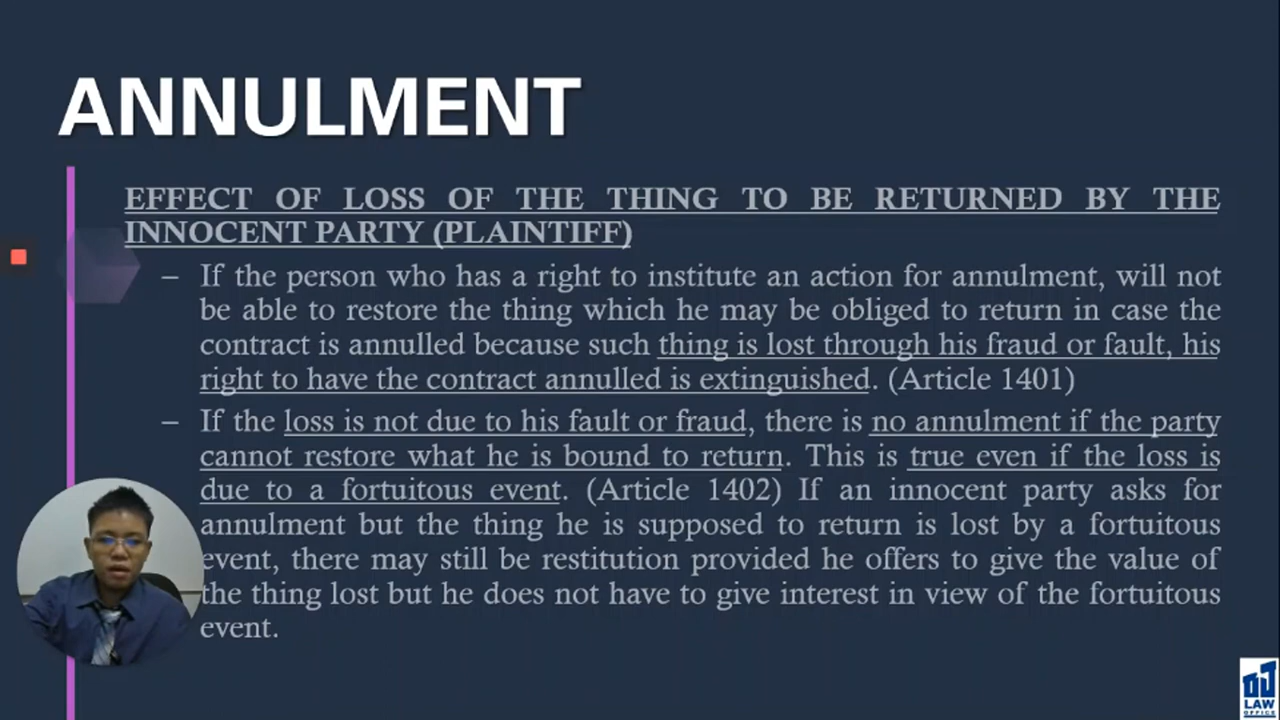 ANNULMENT
EFFECT OF LOSS OF THE THING TO BE RETURNED BY THE
INNOCENT PARTY (PLAINTIFF)
– If the person who has a right to institute an action for annulment, will not
be able to restore the thing which he may be obliged to return in case the
contract is annulled because such thing is lost through his fraud or fault, his
right to have the contract annulled is extinguished. (Article 1401)
– If the loss is not due to his fault or fraud, there is no annulment if the party
cannot restore what he is bound to return. This is true even if the loss is
due to a fortuitous event. (Article 1402) If an innocent party asks for
annulment but the thing he is supposed to return is lost by a fortuitous
event, there may still be restitution provided he offers to give the value of
the thing lost but he does not have to give interest in view of the fortuitous
event.
LAW
OFFICE